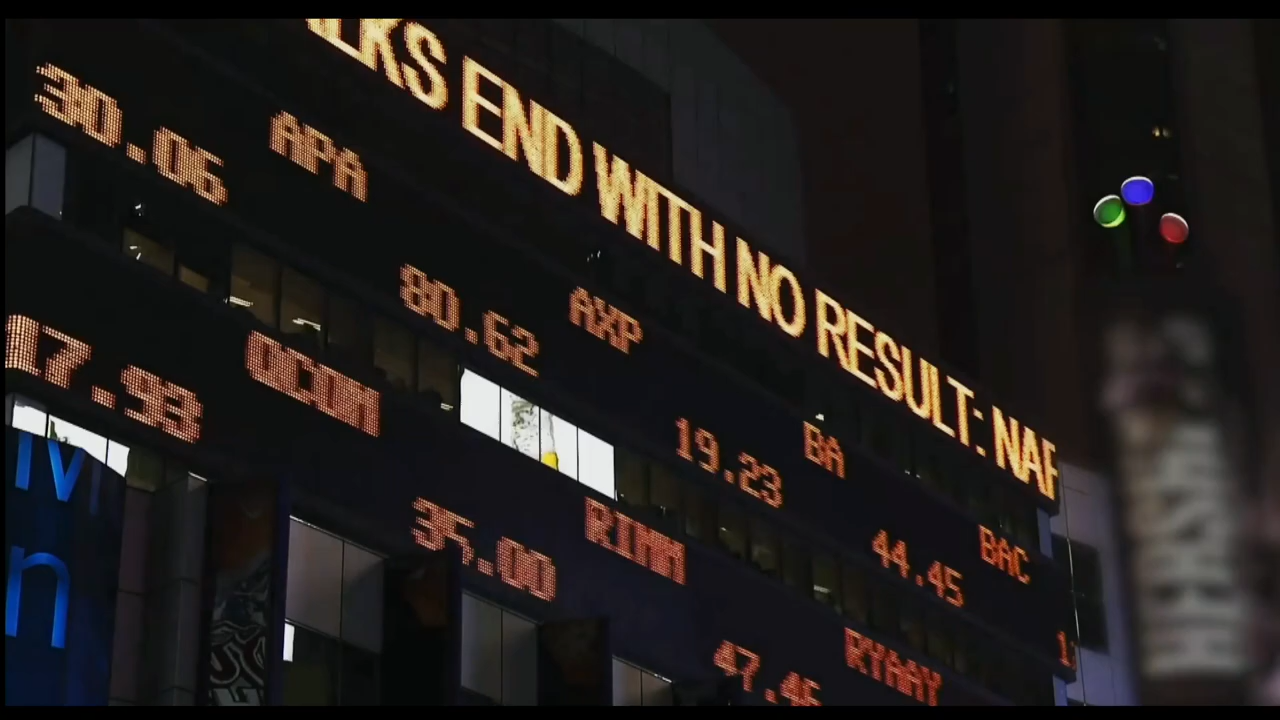 LKS END WITH NO RESULT: NAF
30.06 APA 80.62 AXP 19.23 BA 44.45 BAC
17.93 QCOM 35.00 RIMM 47.45 RYAAY